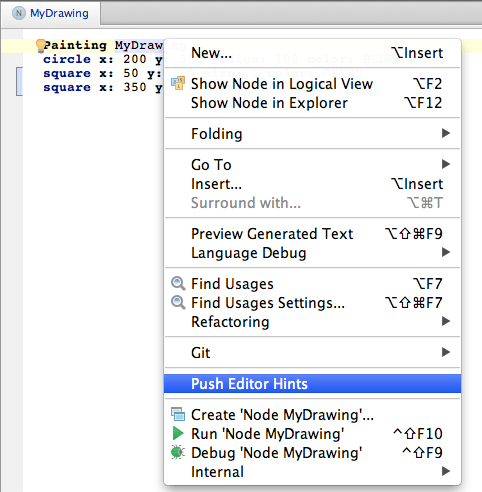 MyDrawing
Painting MyDraw
circle x: 200 y
square x: 50 y:
square x: 350 y
New... ⌥Insert
Show Node in Logical View ⌥F2
Show Node in Explorer ⌥F12
Folding
Go To
Insert... ⌥Insert
Surround with... ⌥⌘T
Preview Generated Text ⌥⇧⌘F9
Language Debug
Find Usages ⌥F7
Find Usages Settings... ⌥⇧⌘F7
Refactoring
Git
Push Editor Hints
Create 'Node MyDrawing'...
Run 'Node MyDrawing' ^⇧F10
Debug 'Node MyDrawing' ^⇧F9
Internal